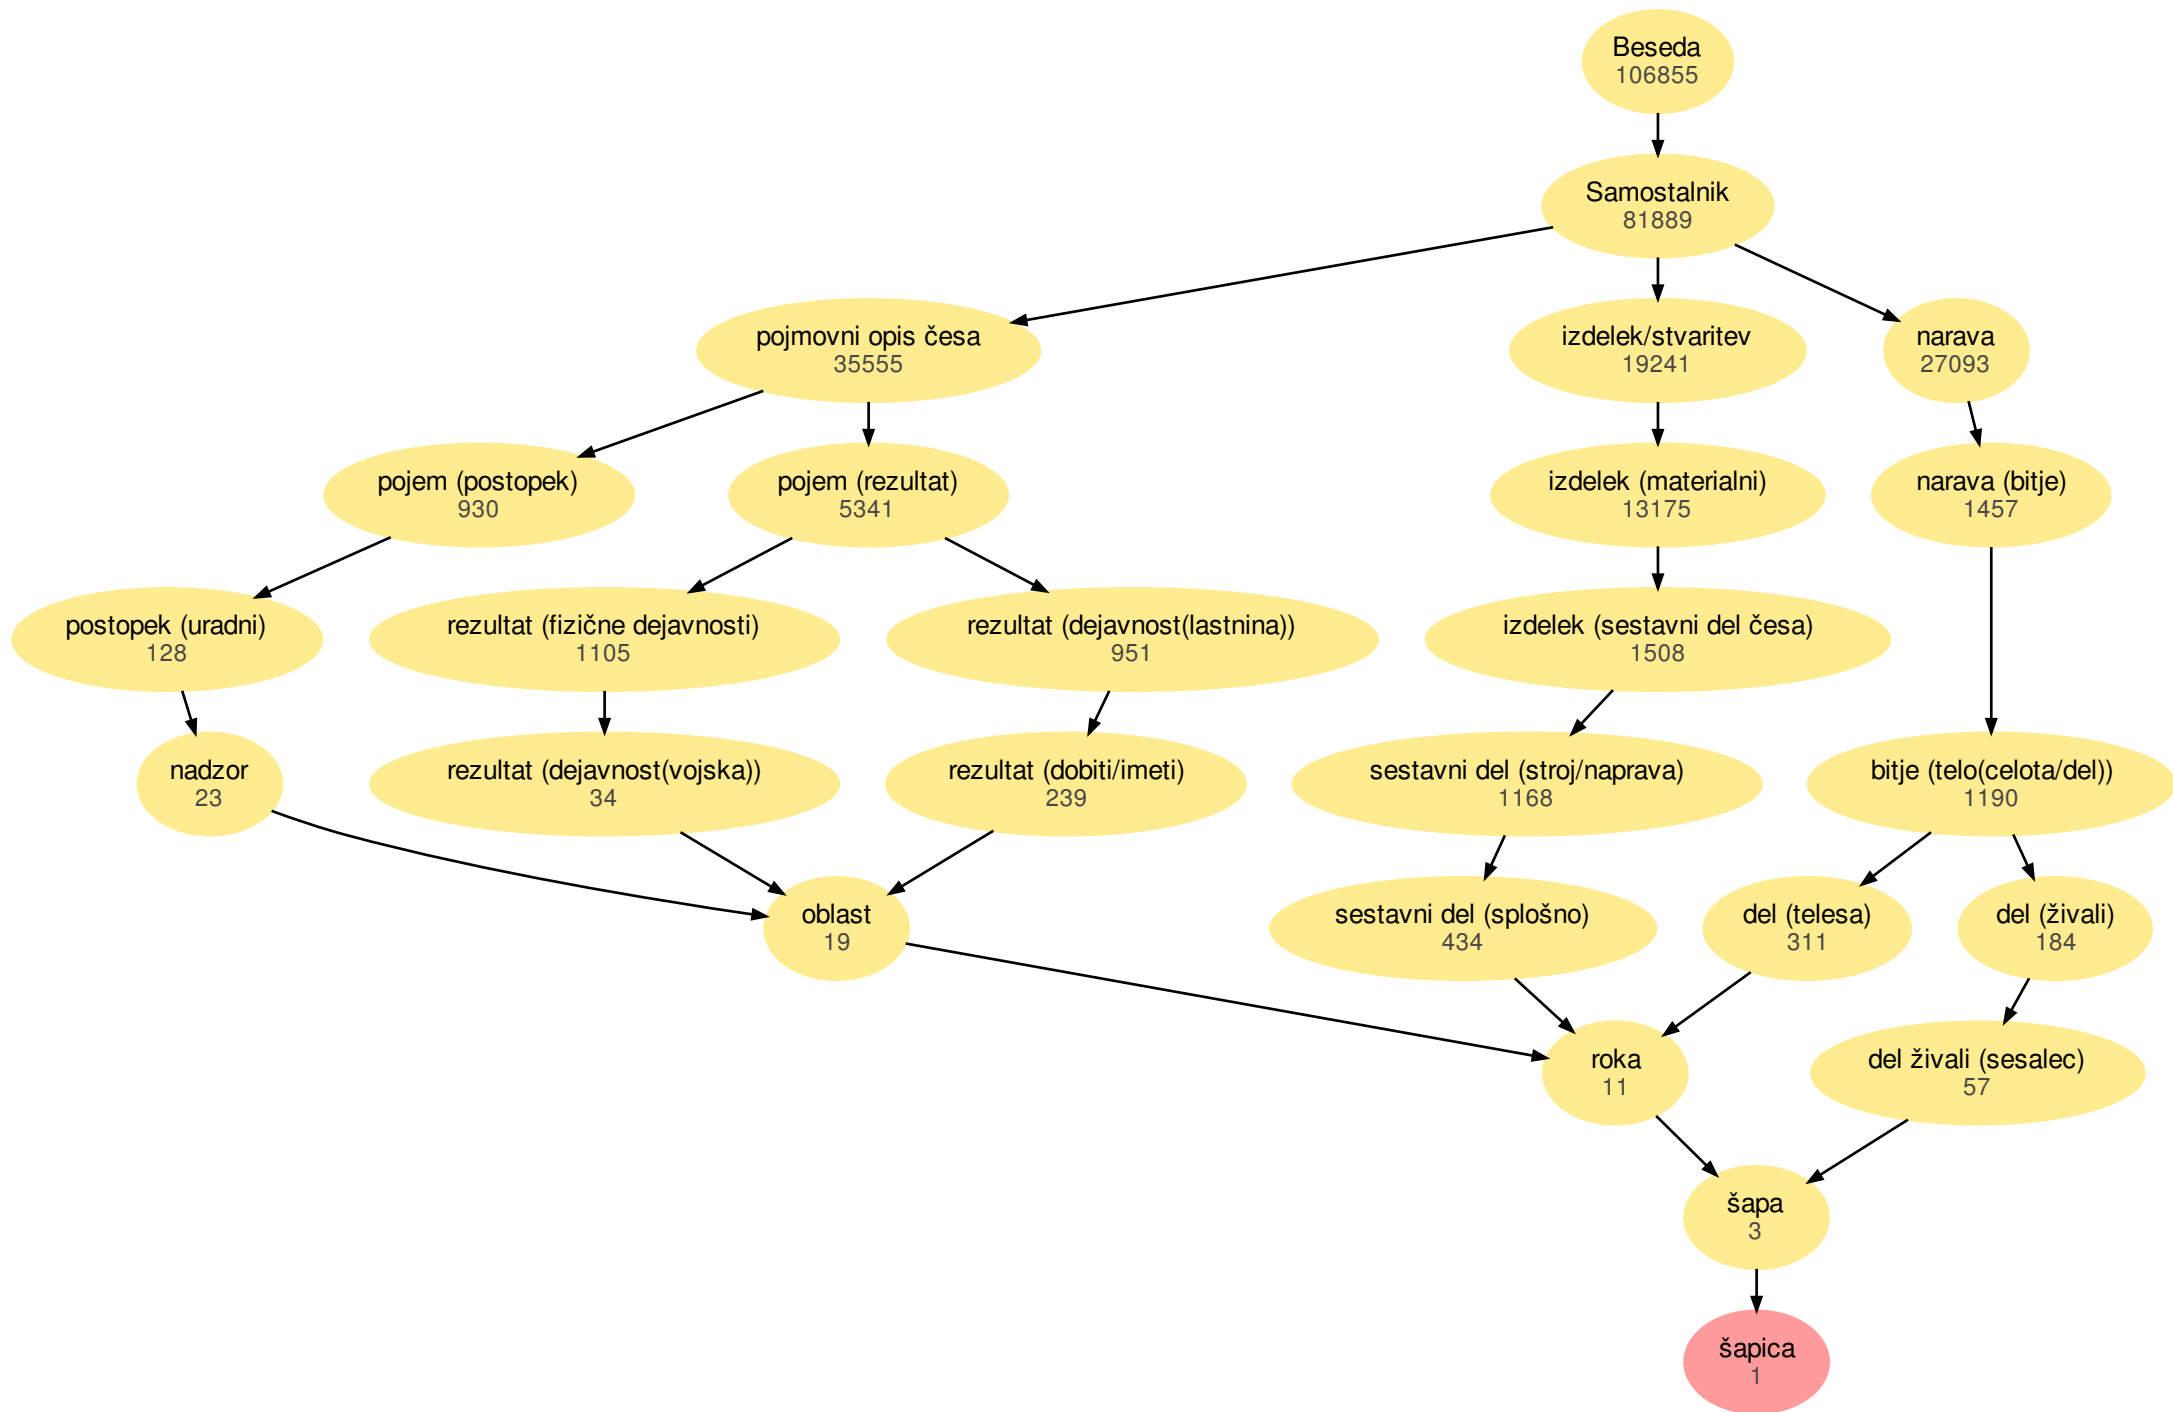 Beseda
106855
Samostalnik
81889
pojmovni opis česa
35555
izdelek/stvaritev
19241
narava
27093
pojem (postopek)
930
pojem (rezultat)
5341
izdelek (materialni)
13175
narava (bitje)
1457
postopek (uradni)
128
rezultat (fizične dejavnosti)
1105
rezultat (dejavnost(lastnina))
951
izdelek (sestavni del česa)
1508
nadzor
23
rezultat (dejavnost(vojska))
34
rezultat (dobiti/imeti)
239
sestavni del (stroj/naprava)
1168
bitje (telo(celota/del))
1190
oblast
19
sestavni del (splošno)
434
del (telesa)
311
del (živali)
184
roka
11
del živali (sesalec)
57
šapa
3
šapica
1